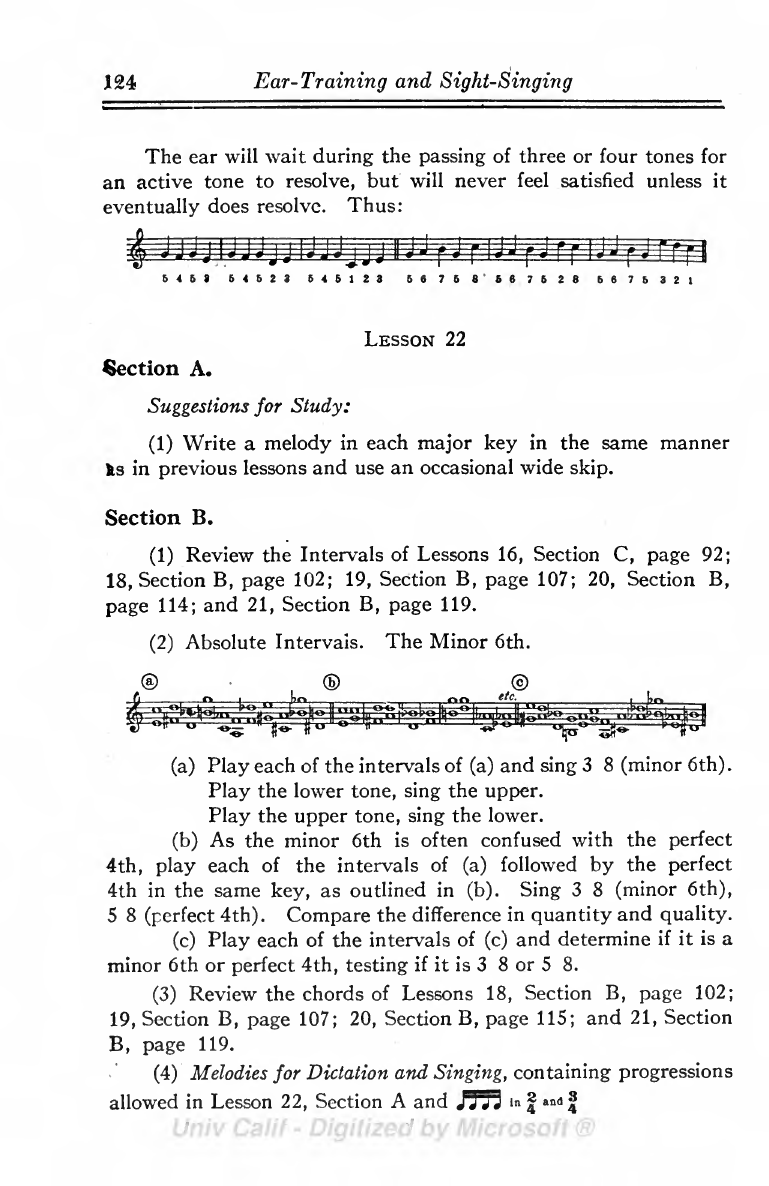 124 Ear-Training and Sight-Singing
The ear will wait during the passing of three or four tones for
an active tone to resolve, but will never feel satisfied unless it
eventually does resolve. Thus:
5 4 5 3 5 4 5 2 3 5 4 5 1 2 3 5 6 7 5 8 5 6 7 5 2 8 5 6 7 5 3 2 1
Lesson 22
Section A.
Suggestions for Study:
(1) Write a melody in each major key in the same manner
as in previous lessons and use an occasional wide skip.
Section B.
(1) Review the Intervals of Lessons 16, Section C, page 92;
18, Section B, page 102; 19, Section B, page 107; 20, Section B,
page 114; and 21, Section B, page 119.
(2) Absolute Intervals. The Minor 6th.
ⓐ ⓑ ⓒ
etc.
(a) Play each of the intervals of (a) and sing 3 8 (minor 6th).
Play the lower tone, sing the upper.
Play the upper tone, sing the lower.
(b) As the minor 6th is often confused with the perfect
4th, play each of the intervals of (a) followed by the perfect
4th in the same key, as outlined in (b). Sing 3 8 (minor 6th),
5 8 (perfect 4th). Compare the difference in quantity and quality.
(c) Play each of the intervals of (c) and determine if it is a
minor 6th or perfect 4th, testing if it is 3 8 or 5 8.
(3) Review the chords of Lessons 18, Section B, page 102;
19, Section B, page 107; 20, Section B, page 115; and 21, Section
B, page 119.
(4) Melodies for Dictation and Singing, containing progressions
allowed in Lesson 22, Section A and in 2/4 and 3/4
Univ Calif - Digitized by Microsoft ®